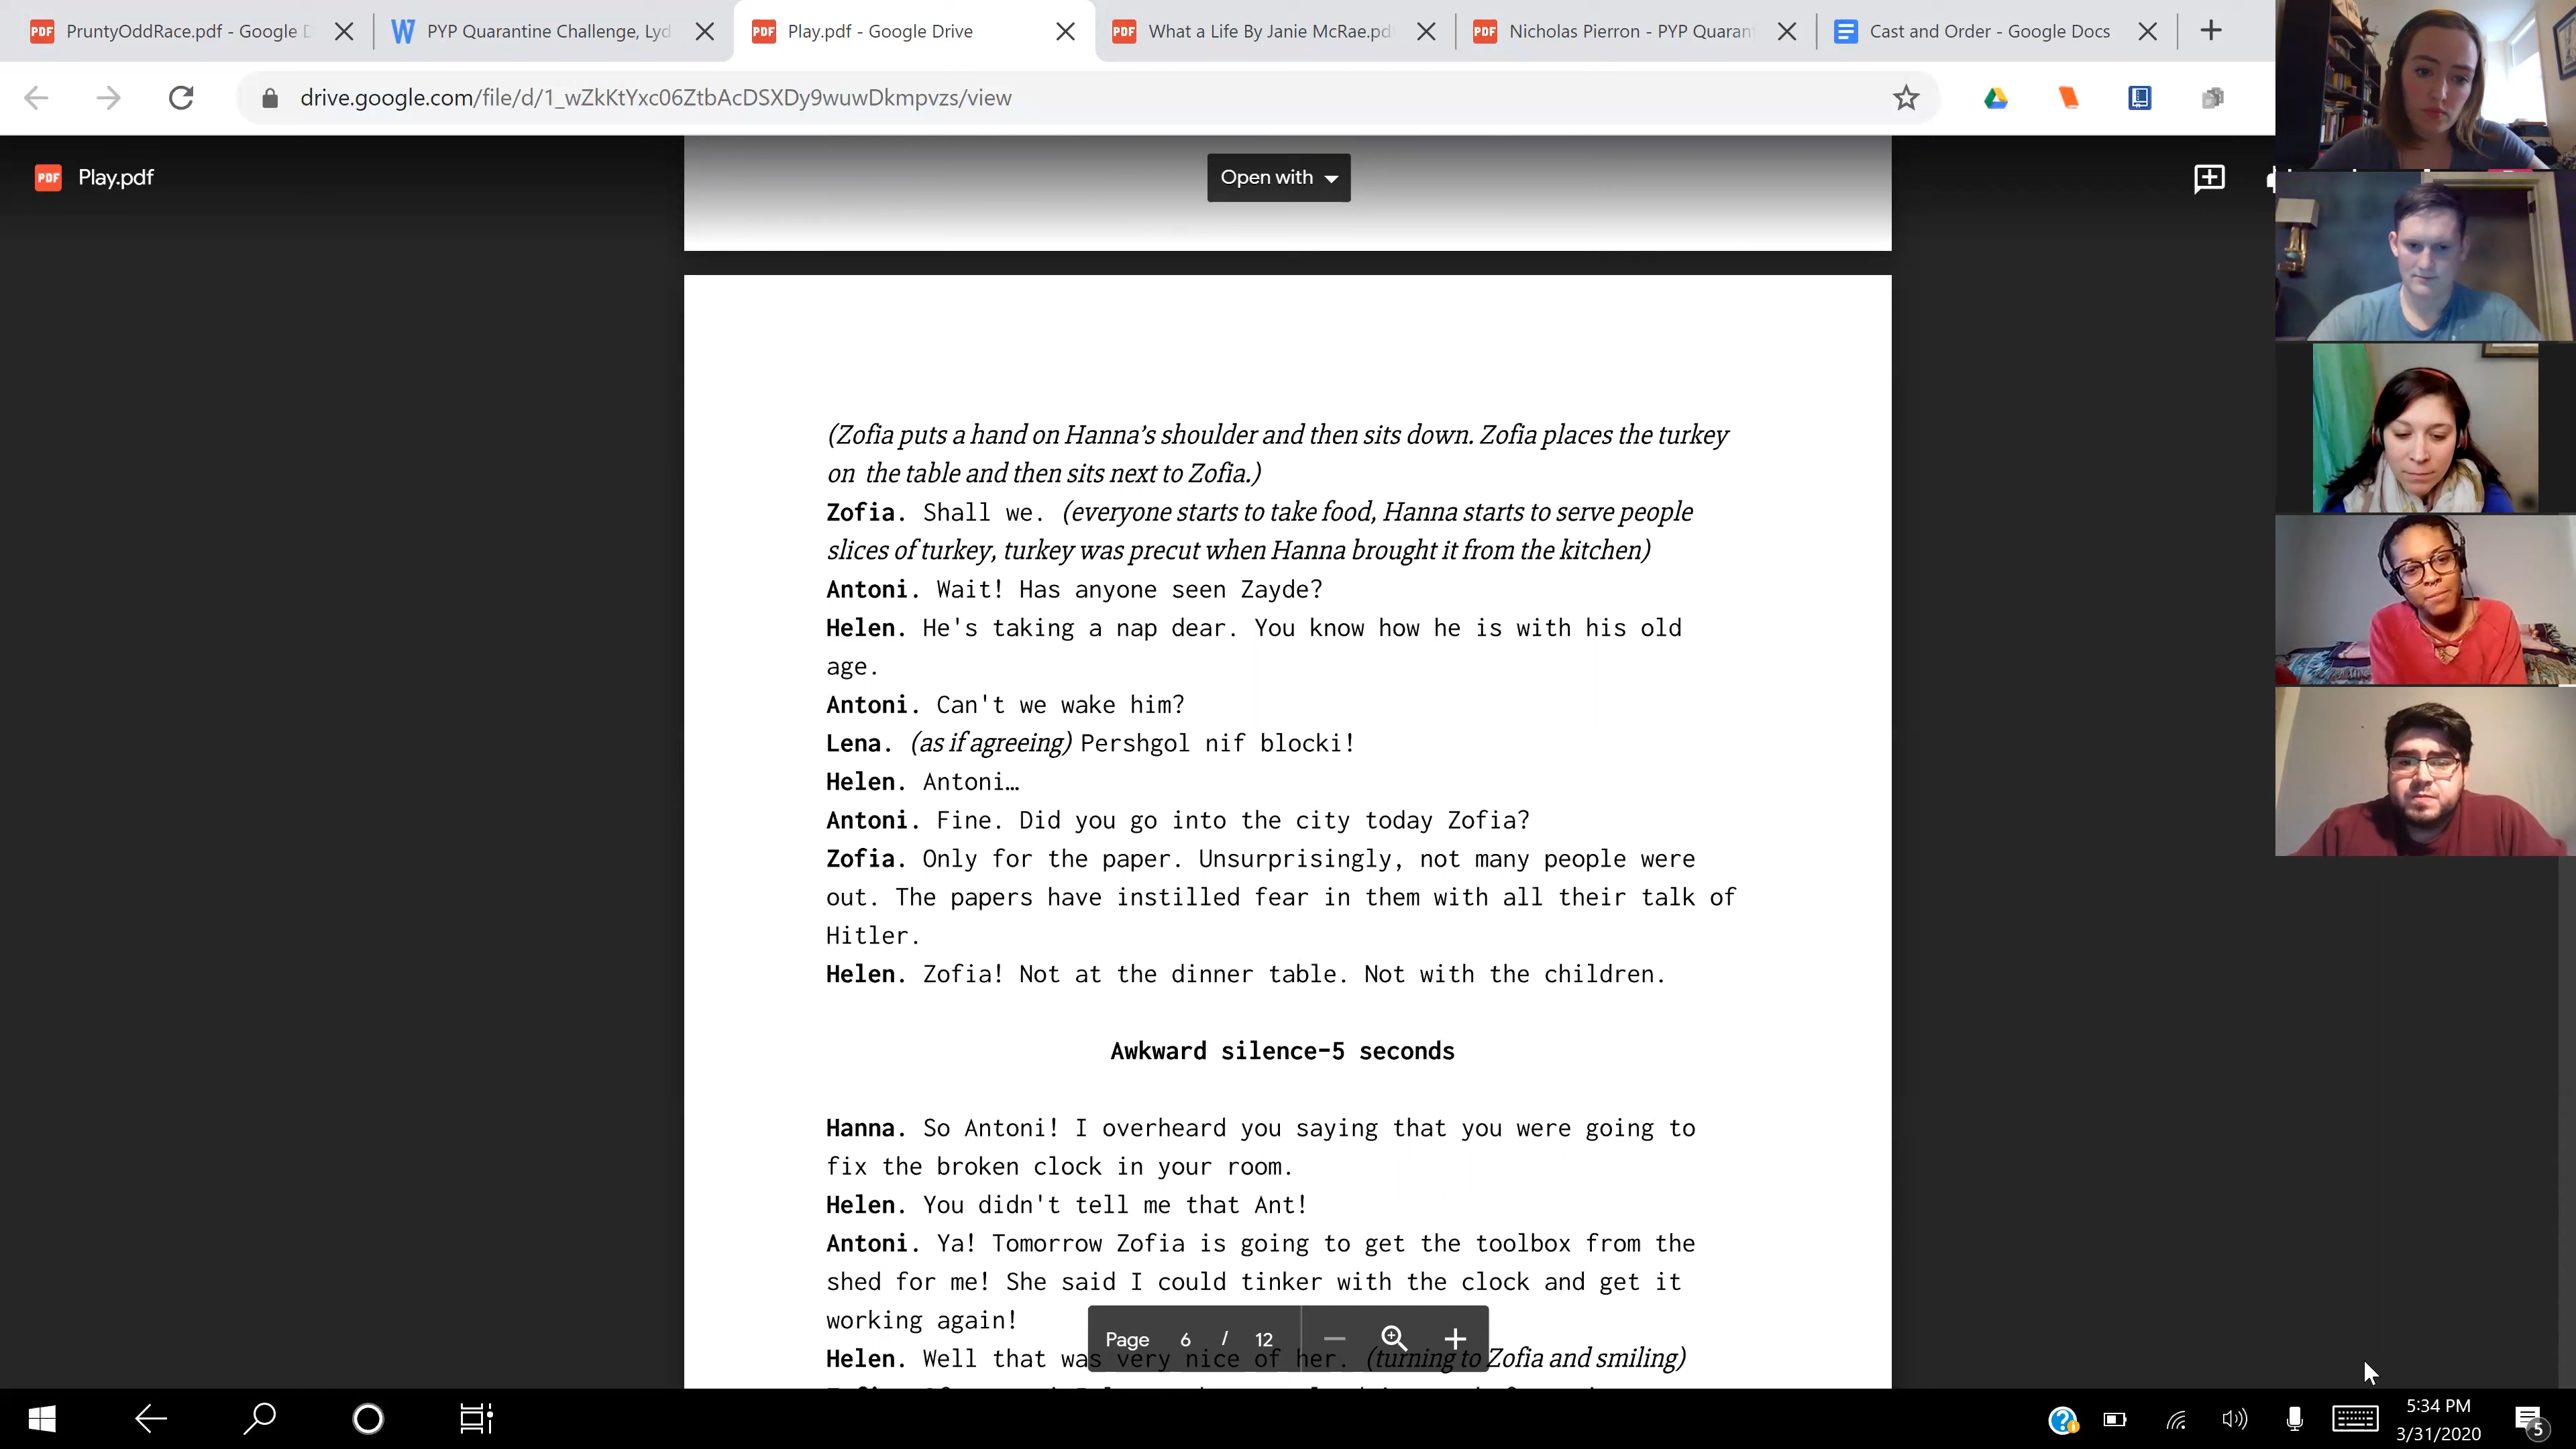 PruntyOddRace.pdf - Google D
PYP Quarantine Challenge, Lyd
Play.pdf - Google Drive
What a Life By Janie McRae.pdf
Nicholas Pierron - PYP Quaran
Cast and Order - Google Docs
drive.google.com/file/d/1_wZkKtYxc06ZtbAcDSXDy9wuwDkmpvzs/view
PDF Play.pdf
Open with
(Zofia puts a hand on Hanna's shoulder and then sits down. Zofia places the turkey
on the table and then sits next to Zofia.)
Zofia. Shall we. (everyone starts to take food, Hanna starts to serve people
slices of turkey, turkey was precut when Hanna brought it from the kitchen)
Antoni. Wait! Has anyone seen Zayde?
Helen. He's taking a nap dear. You know how he is with his old
age.
Antoni. Can't we wake him?
Lena. (as if agreeing) Pershgol nif blocki!
Helen. Antoni…
Antoni. Fine. Did you go into the city today Zofia?
Zofia. Only for the paper. Unsurprisingly, not many people were
out. The papers have instilled fear in them with all their talk of
Hitler.
Helen. Zofia! Not at the dinner table. Not with the children.
Awkward silence-5 seconds
Hanna. So Antoni! I overheard you saying that you were going to
fix the broken clock in your room.
Helen. You didn't tell me that Ant!
Antoni. Ya! Tomorrow Zofia is going to get the toolbox from the
shed for me! She said I could tinker with the clock and get it
working again!
Page 6 / 12
Helen. Well that was very nice of her. (turning to Zofia and smiling)
5:34 PM
3/31/2020
5